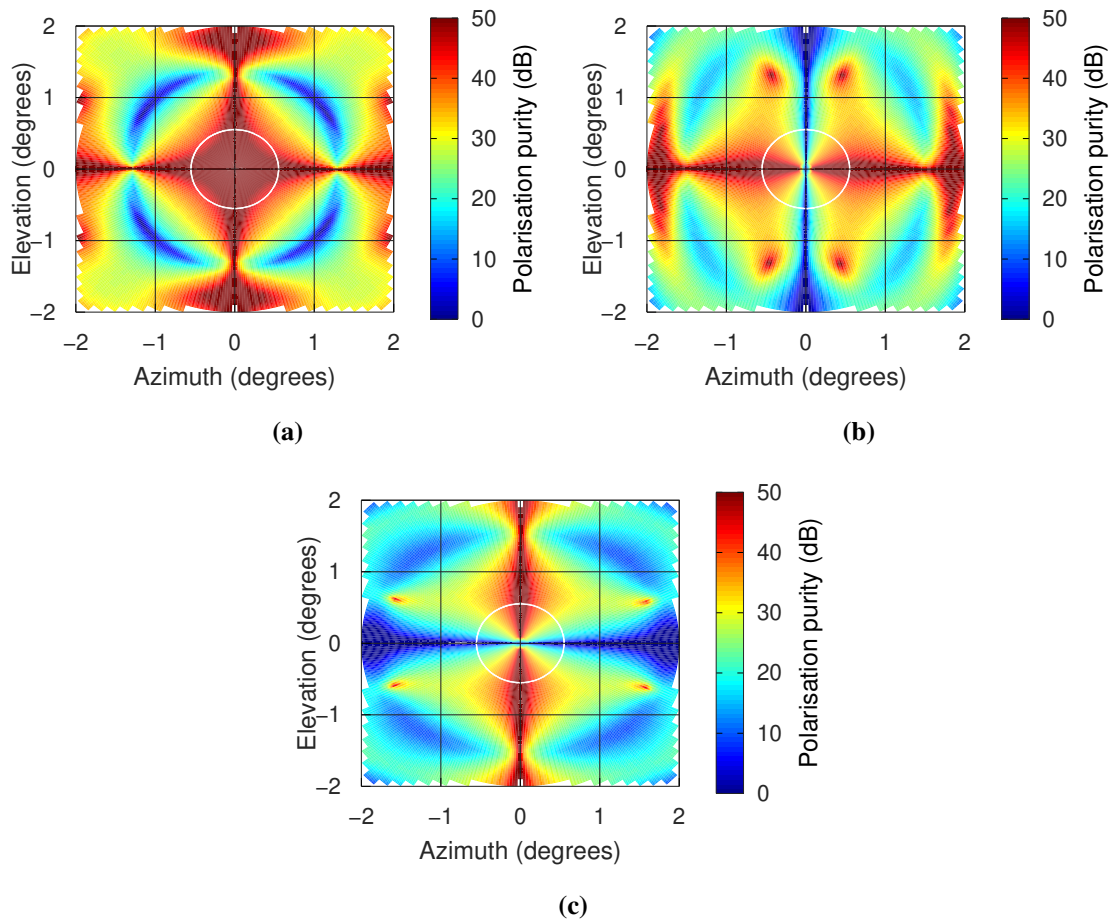 2
1
0
−1
−2
−2 −1 0 1 2
Elevation (degrees)
Azimuth (degrees)
50
40
30
20
10
0
Polarisation purity (dB)
(a)
2
1
0
−1
−2
−2 −1 0 1 2
Elevation (degrees)
Azimuth (degrees)
50
40
30
20
10
0
Polarisation purity (dB)
(b)
2
1
0
−1
−2
−2 −1 0 1 2
Elevation (degrees)
Azimuth (degrees)
50
40
30
20
10
0
Polarisation purity (dB)
(c)